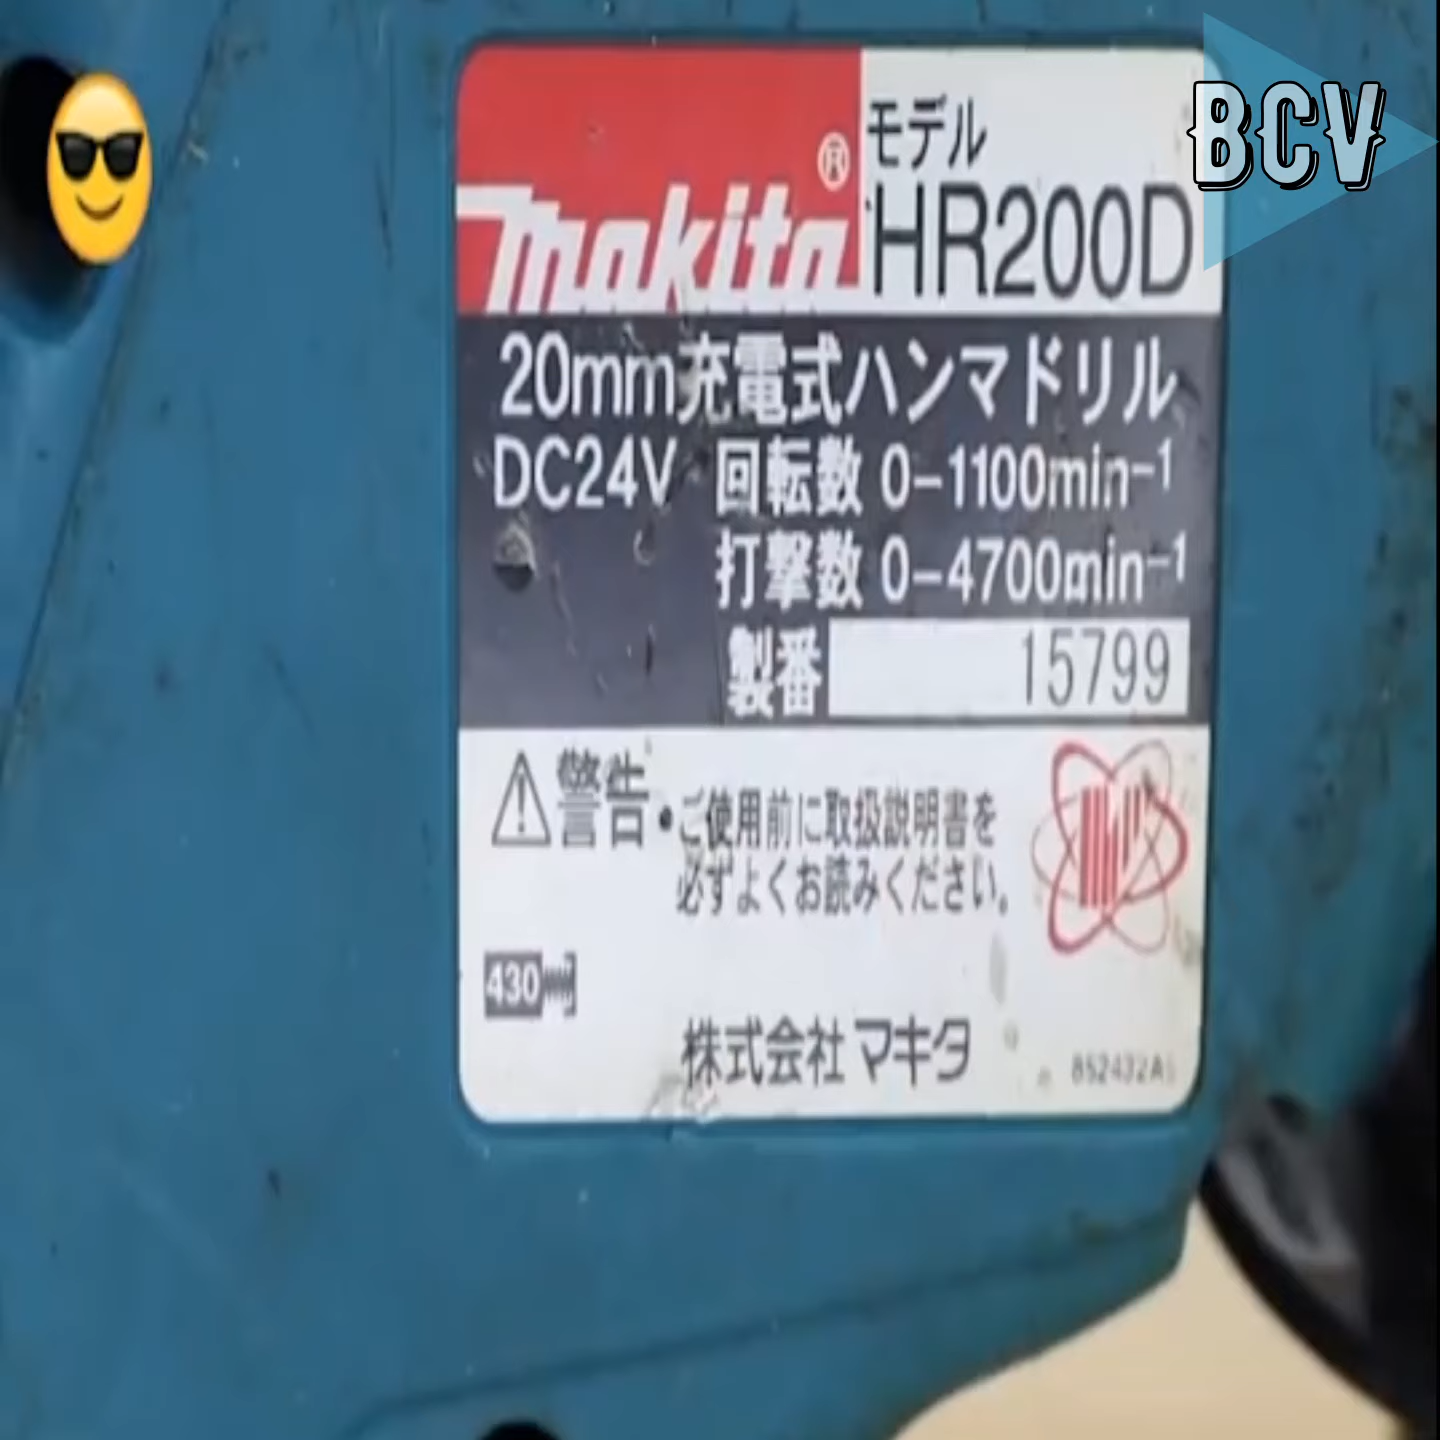 BCV
makita®
モデル
HR200D
20mm充電式ハンマドリル
DC24V 回転数 0-1100min-1
打撃数 0-4700min-1
製番 15799
警告・ご使用前に取扱説明書を
必ずよくお読みください。
430
株式会社マキタ